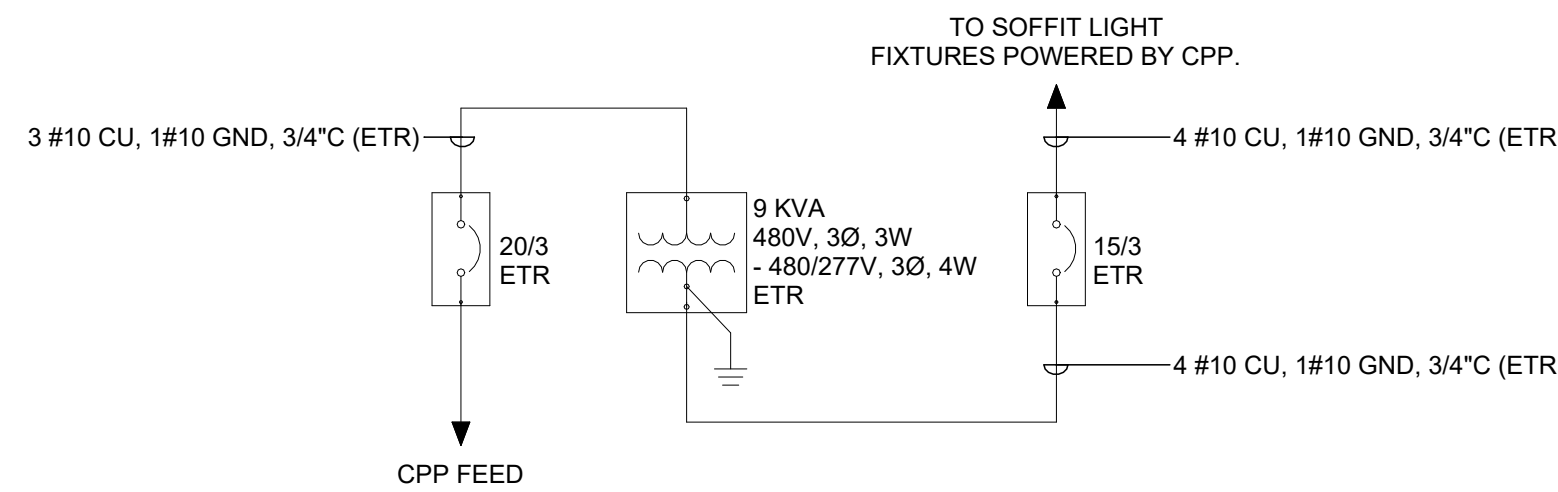 TO SOFFIT LIGHT
FIXTURES POWERED BY CPP.
3 #10 CU, 1#10 GND, 3/4"C (ETR)
4 #10 CU, 1#10 GND, 3/4"C (ETR
20/3
ETR
9 KVA
480V, 3Ø, 3W
- 480/277V, 3Ø, 4W
ETR
15/3
ETR
4 #10 CU, 1#10 GND, 3/4"C (ETR
CPP FEED